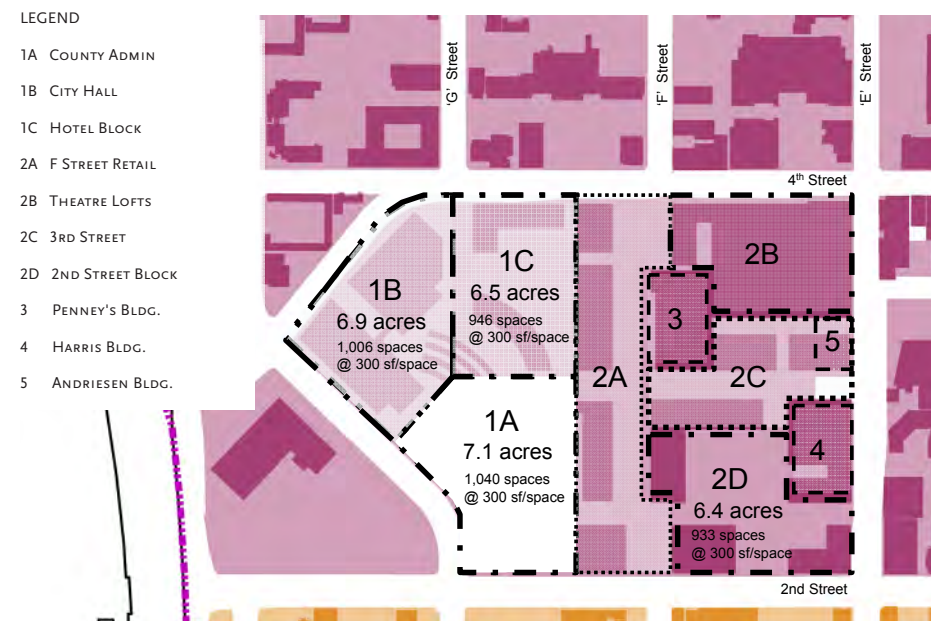 LEGEND
1A COUNTY ADMIN
1B CITY HALL
1C HOTEL BLOCK
2A F STREET RETAIL
2B THEATRE LOFTS
2C 3RD STREET
2D 2ND STREET BLOCK
3 PENNEY'S BLDG.
4 HARRIS BLDG.
5 ANDRIESEN BLDG.
'G' Street
'F' Street
'E' Street
4th Street
1B
6.9 acres
1,006 spaces
@ 300 sf/space
1C
6.5 acres
946 spaces
@ 300 sf/space
2B
3
5
2A
2C
1A
7.1 acres
1,040 spaces
@ 300 sf/space
4
2D
6.4 acres
933 spaces
@ 300 sf/space
2nd Street